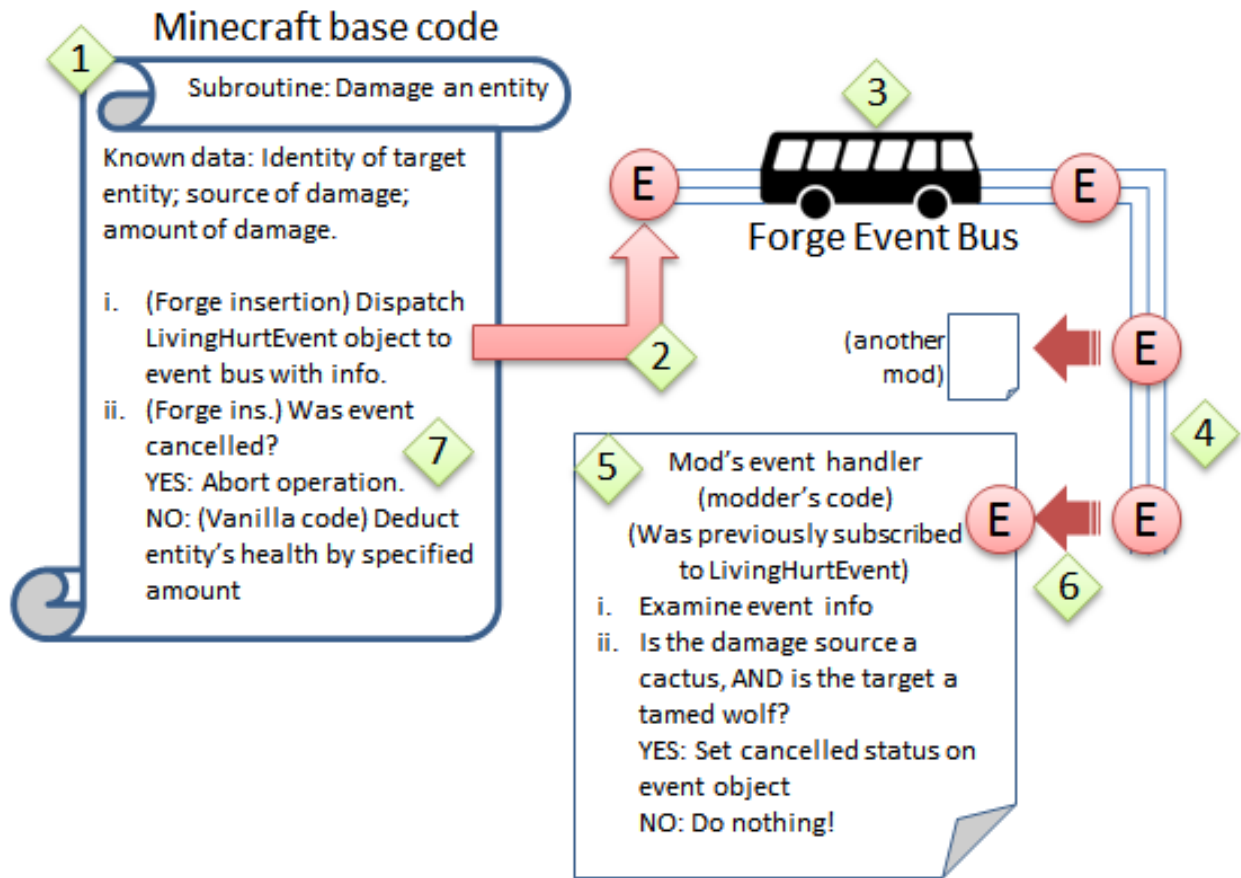 Minecraft base code
1
Subroutine: Damage an entity
Known data: Identity of target
entity; source of damage;
amount of damage.
i. (Forge insertion) Dispatch
LivingHurtEvent object to
event bus with info.
ii. (Forge ins.) Was event
cancelled?
7
YES: Abort operation.
NO: (Vanilla code) Deduct
entity's health by specified
amount
2
E
3
Forge Event Bus
E
(another
mod)
E
4
5
Mod's event handler
(modder's code)
(Was previously subscribed
to LivingHurtEvent)
i. Examine event info
ii. Is the damage source a
cactus, AND is the target a
tamed wolf?
YES: Set cancelled status on
event object
NO: Do nothing!
E
E
6